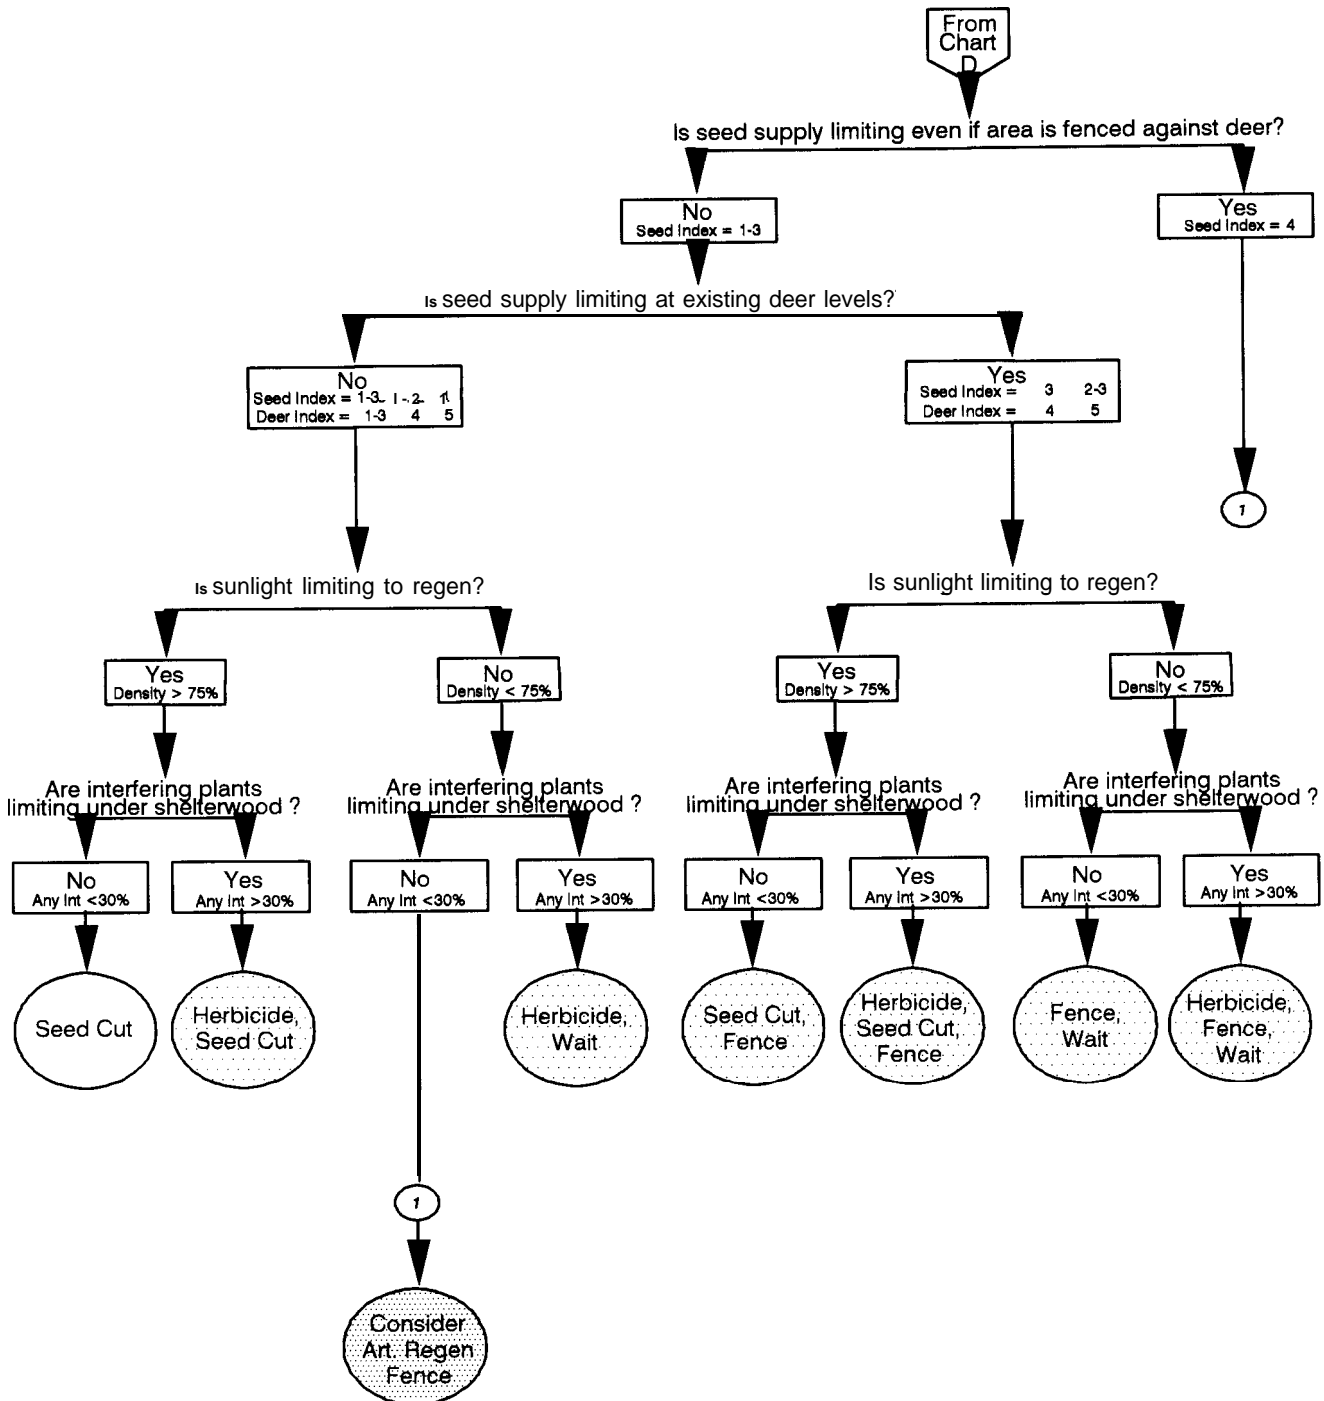 From
Chart
D
Is seed supply limiting even if area is fenced against deer?
No
Seed Index = 1-3
Yes
Seed Index = 4
Is seed supply limiting at existing deer levels?
No
Seed Index = 1-3 1-2 1
Deer Index = 1-3 4 5
Yes
Seed Index = 3 2-3
Deer Index = 4 5
1
Is sunlight limiting to regen?
Is sunlight limiting to regen?
Yes
Density > 75%
No
Density < 75%
Yes
Density > 75%
No
Density < 75%
Are interfering plants
limiting under shelterwood ?
Are interfering plants
limiting under shelterwood ?
Are interfering plants
limiting under shelterwood ?
Are interfering plants
limiting under shelterwood ?
No
Any Int <30%
Yes
Any Int >30%
No
Any Int <30%
Yes
Any Int >30%
No
Any Int <30%
Yes
Any Int >30%
No
Any Int <30%
Yes
Any Int >30%
Seed Cut
Herbicide,
Seed Cut
Herbicide,
Wait
Seed Cut,
Fence
Herbicide,
Seed Cut,
Fence
Fence,
Wait
Herbicide,
Fence,
Wait
1
Consider
Art. Regen
Fence